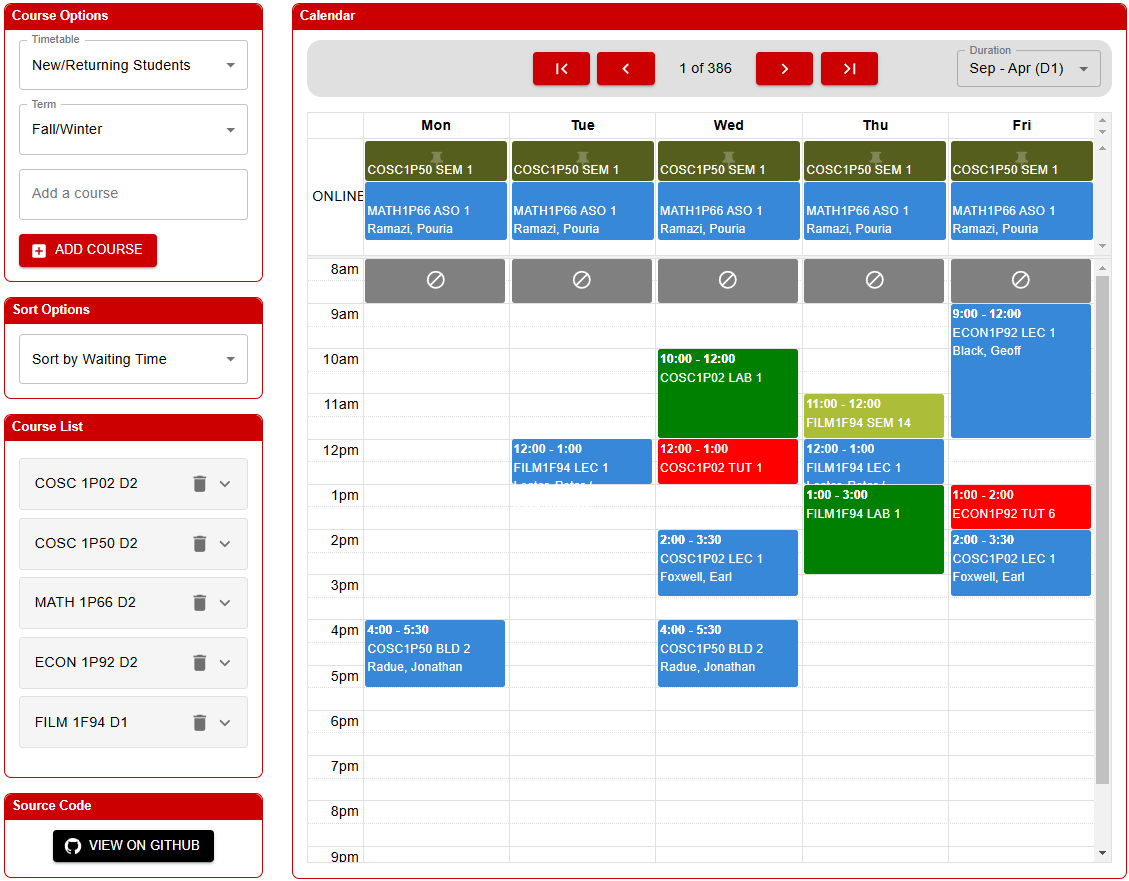 Course Options
Timetable
New/Returning Students
Term
Fall/Winter
Add a course
ADD COURSE
Sort Options
Sort by Waiting Time
Course List
COSC 1P02 D2
COSC 1P50 D2
MATH 1P66 D2
ECON 1P92 D2
FILM 1F94 D1
Source Code
VIEW ON GITHUB
Calendar
1 of 386
Duration
Sep - Apr (D1)
Mon Tue Wed Thu Fri
ONLINE
COSC1P50 SEM 1
MATH1P66 ASO 1
Ramazi, Pouria
COSC1P50 SEM 1
MATH1P66 ASO 1
Ramazi, Pouria
COSC1P50 SEM 1
MATH1P66 ASO 1
Ramazi, Pouria
COSC1P50 SEM 1
MATH1P66 ASO 1
Ramazi, Pouria
COSC1P50 SEM 1
MATH1P66 ASO 1
Ramazi, Pouria
8am
9am
10am
11am
12pm
1pm
2pm
3pm
4pm
5pm
6pm
7pm
8pm
9pm
4:00 - 5:30
COSC1P50 BLD 2
Radue, Jonathan
12:00 - 1:00
FILM1F94 LEC 1
10:00 - 12:00
COSC1P02 LAB 1
12:00 - 1:00
COSC1P02 TUT 1
2:00 - 3:30
COSC1P02 LEC 1
Foxwell, Earl
4:00 - 5:30
COSC1P50 BLD 2
Radue, Jonathan
11:00 - 12:00
FILM1F94 SEM 14
12:00 - 1:00
FILM1F94 LEC 1
1:00 - 3:00
FILM1F94 LAB 1
9:00 - 12:00
ECON1P92 LEC 1
Black, Geoff
1:00 - 2:00
ECON1P92 TUT 6
2:00 - 3:30
COSC1P02 LEC 1
Foxwell, Earl